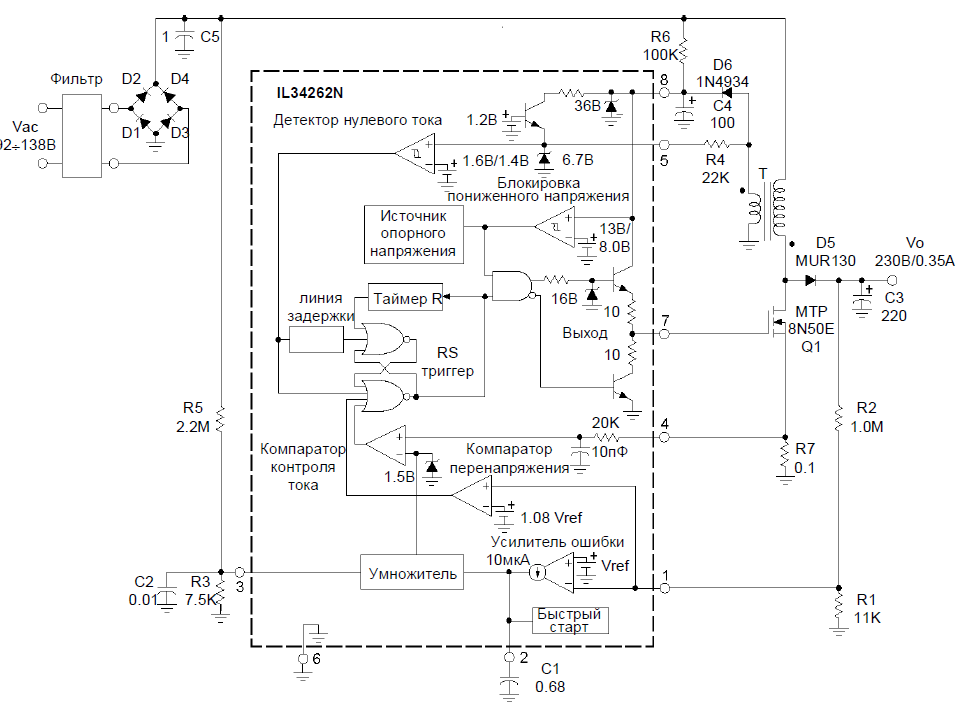 1
C5
R6
100K
D6
1N4934
8
Фильтр
D2
D4
D1
D3
Vac
92÷138В
IL34262N
Детектор нулевого тока
1.2В
36В
C4
100
1.6В/1.4В
6.7В
5
R4
22K
T
Блокировка
пониженного напряжения
Источник
опорного
напряжения
13В/
8.0В
D5
MUR130
Vo
230В/0.35А
C3
220
Таймер R
16В
10
линия
задержки
Выход
7
MTP
8N50E
Q1
10
RS
триггер
R5
2.2M
20K
4
R2
1.0M
10пФ
R7
0.1
Компаратор
контроля
тока
Компаратор
перенапряжения
1.5В
1.08 Vref
Усилитель ошибки
10мкА
Vref
Умножитель
1
C2
0.01
R3
7.5K
3
R1
11K
Быстрый
старт
6
2
C1
0.68